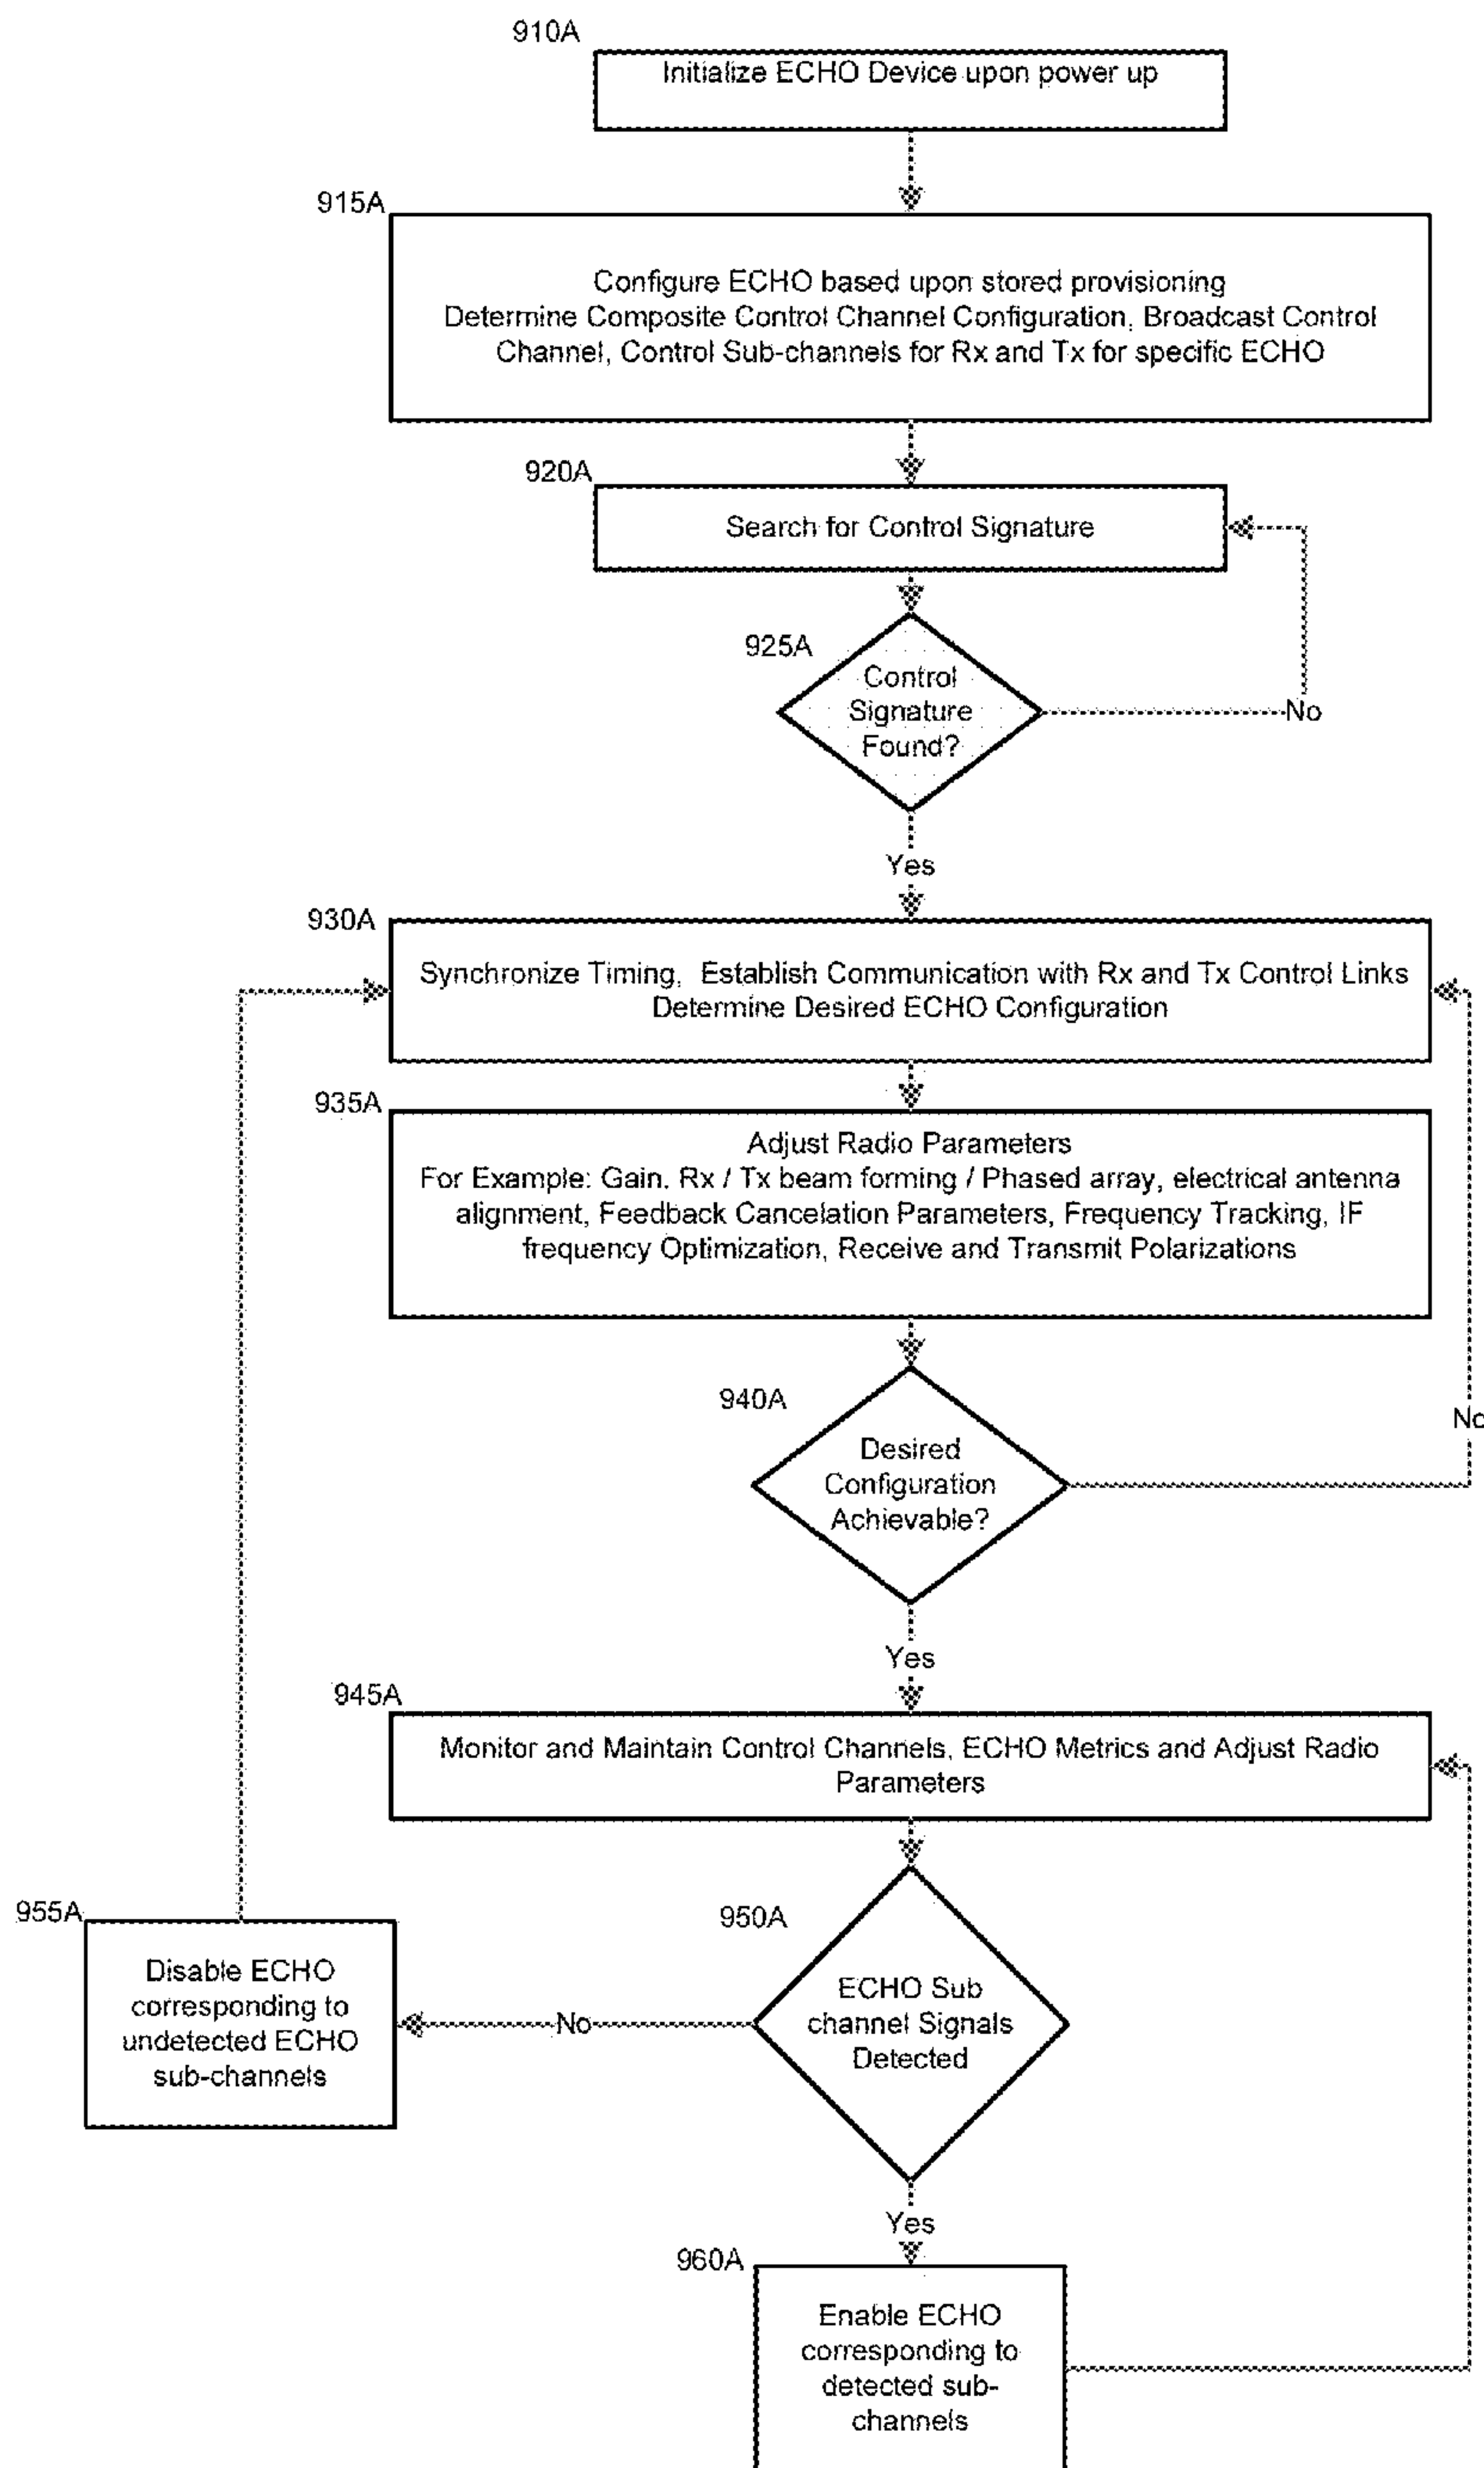 910A
Initialize ECHO Device upon power up
915A
Configure ECHO based upon stored provisioning
Determine Composite Control Channel Configuration, Broadcast Control
Channel, Control Sub-channels for Rx and Tx for specific ECHO
920A
Search for Control Signature
925A
Control
Signature
Found?
No
Yes
930A
Synchronize Timing, Establish Communication with Rx and Tx Control Links
Determine Desired ECHO Configuration
935A
Adjust Radio Parameters
For Example: Gain. Rx / Tx beam forming / Phased array, electrical antenna
alignment, Feedback Cancelation Parameters, Frequency Tracking, IF
frequency Optimization, Receive and Transmit Polarizations
940A
Desired
Configuration
Achievable?
No
Yes
945A
Monitor and Maintain Control Channels, ECHO Metrics and Adjust Radio
Parameters
950A
ECHO Sub
channel Signals
Detected
No
955A
Disable ECHO
corresponding to
undetected ECHO
sub-channels
Yes
960A
Enable ECHO
corresponding to
detected sub-
channels